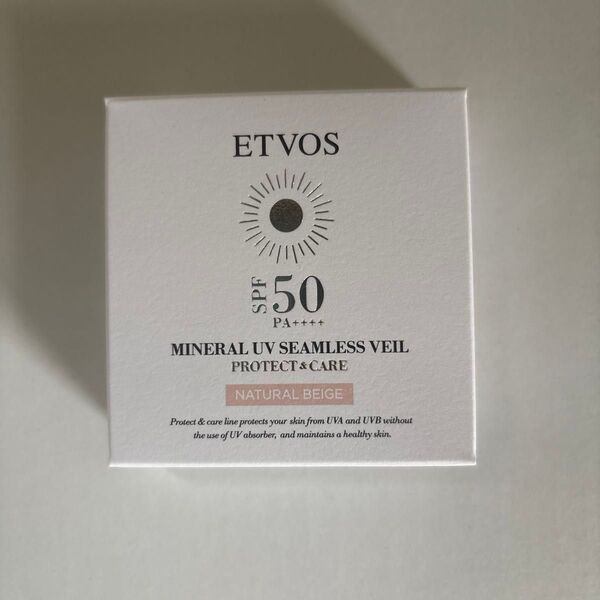 ETVOS
SPF 50
PA++++
MINERAL UV SEAMLESS VEIL
PROTECT & CARE
NATURAL BEIGE
Protect & care line protects your skin from UVA and UVB without
the use of UV absorber, and maintains a healthy skin.